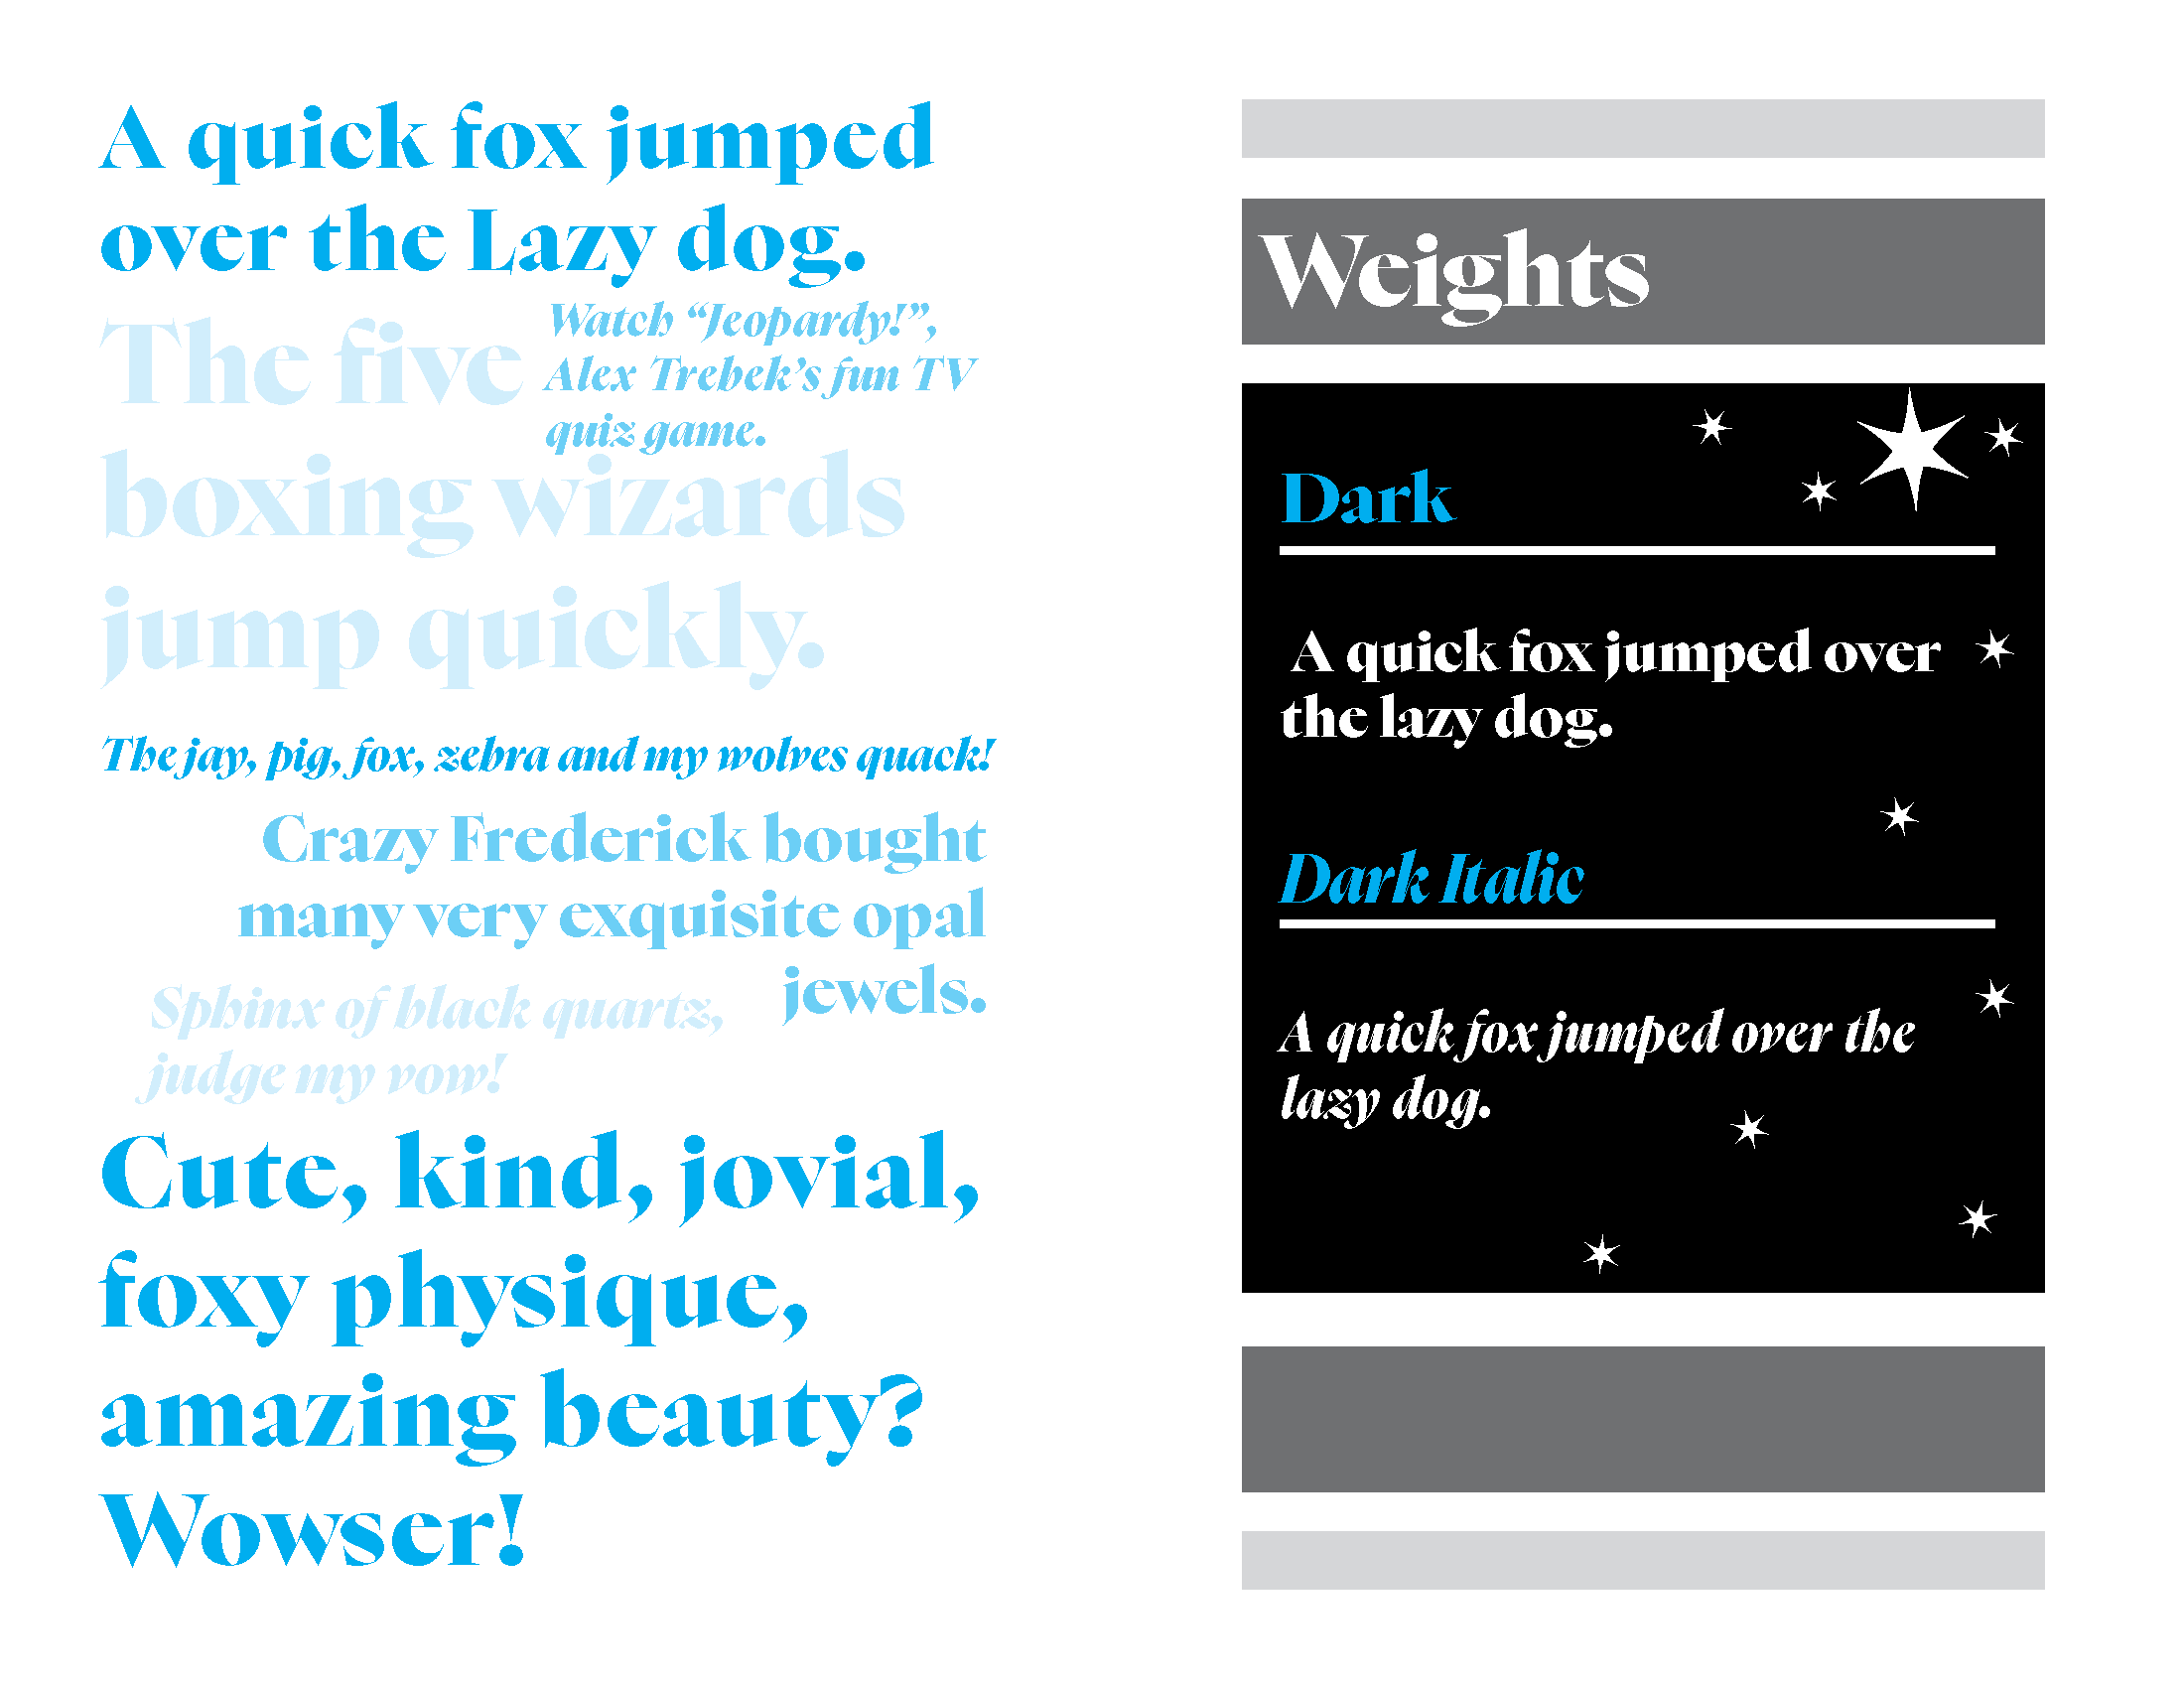 A quick fox jumped
over the Lazy dog.
The five
Watch “Jeopardy!”,
Alex Trebek’s fun TV
quiz game.
boxing wizards
jump quickly.
The jay, pig, fox, zebra and my wolves quack!
Crazy Frederick bought
many very exquisite opal
jewels.
Sphinx of black quartz,
judge my vow!
Cute, kind, jovial,
foxy physique,
amazing beauty?
Wowser!
Weights
Dark
A quick fox jumped over
the lazy dog.
Dark Italic
A quick fox jumped over the
lazy dog.